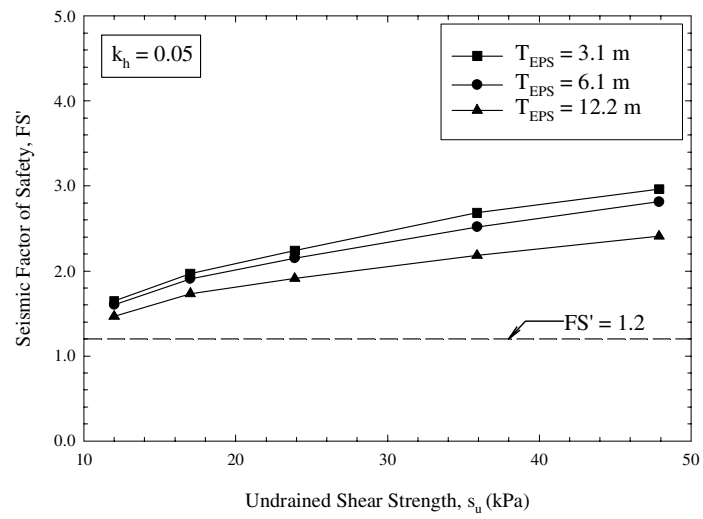 5.0
k_h = 0.05
T_EPS = 3.1 m
T_EPS = 6.1 m
T_EPS = 12.2 m
4.0
3.0
2.0
1.0
0.0
Seismic Factor of Safety, FS'
FS' = 1.2
10 20 30 40 50
Undrained Shear Strength, s_u (kPa)